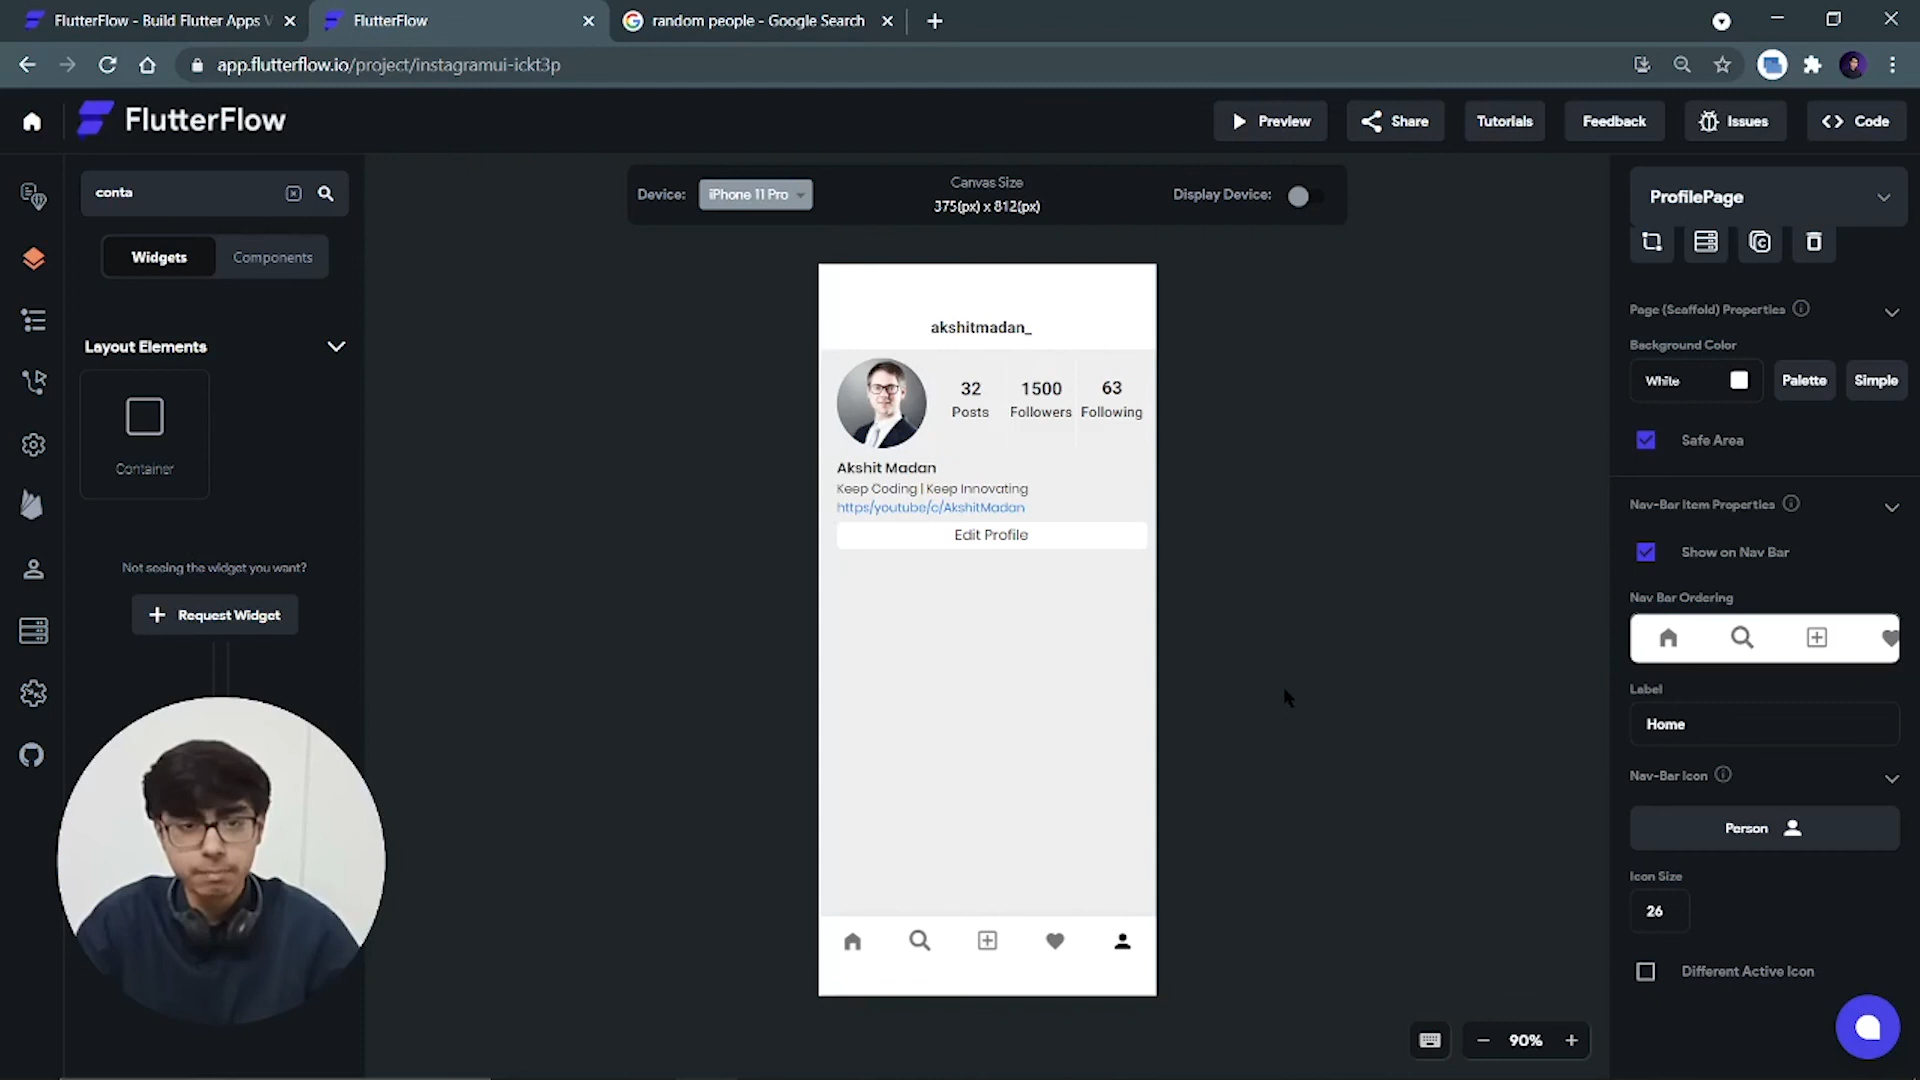 FlutterFlow - Build Flutter Apps V
FlutterFlow
random people - Google Search
app.flutterflow.io/project/instagramui-ickt3p
FlutterFlow
Preview
Share
Tutorials
Feedback
Issues
Code
conta
Device:
iPhone 11 Pro
Canvas Size
375(px) x 812(px)
Display Device:
ProfilePage
Widgets
Components
Layout Elements
Container
Not seeing the widget you want?
Request Widget
akshitmadan_
32
1500
63
Posts
Followers
Following
Akshit Madan
Keep Coding | Keep Innovating
https/youtube/c/AkshitMadan
Edit Profile
Page (Scaffold) Properties
Background Color
White
Palette
Simple
Safe Area
Nav-Bar Item Properties
Show on Nav Bar
Nav Bar Ordering
Label
Home
Nav-Bar Icon
Person
Icon Size
26
Different Active Icon
90%